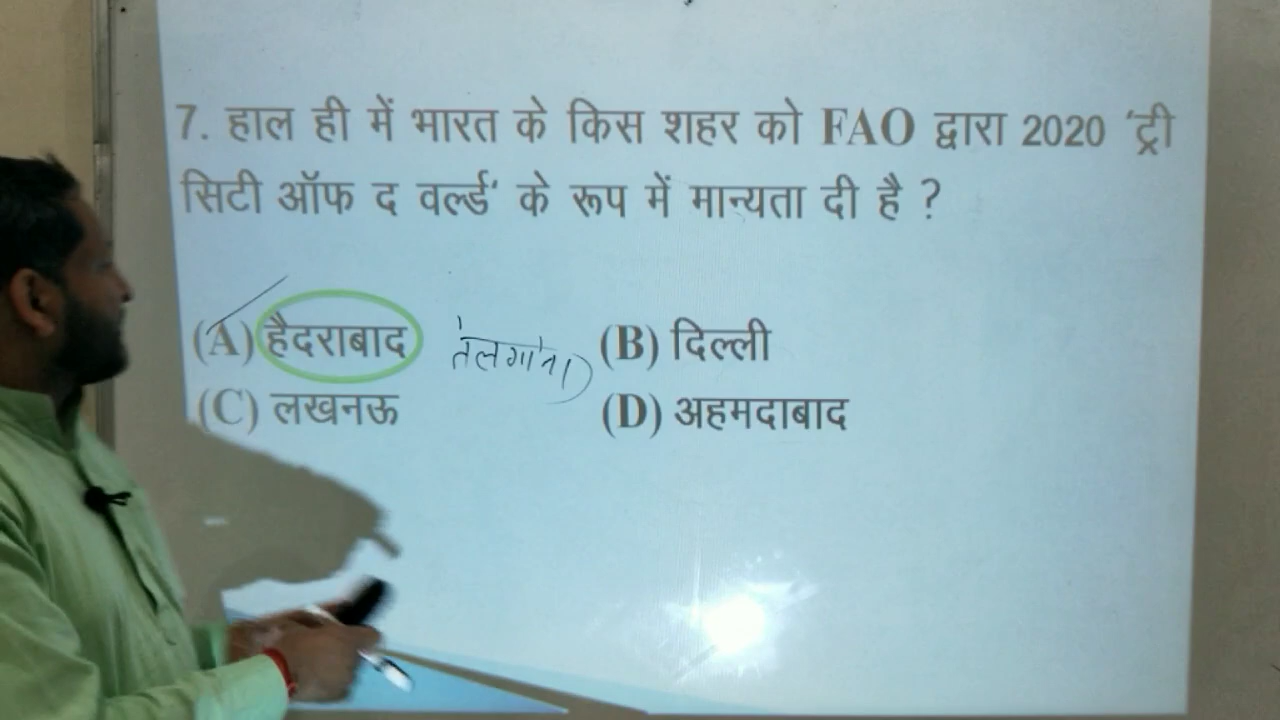 7. हाल ही में भारत के किस शहर को FAO द्वारा 2020 ‘ट्री
सिटी ऑफ द वर्ल्ड‘ के रूप में मान्यता दी है ?
(A) हैदराबाद तेलगांना (B) दिल्ली
(C) लखनऊ (D) अहमदाबाद